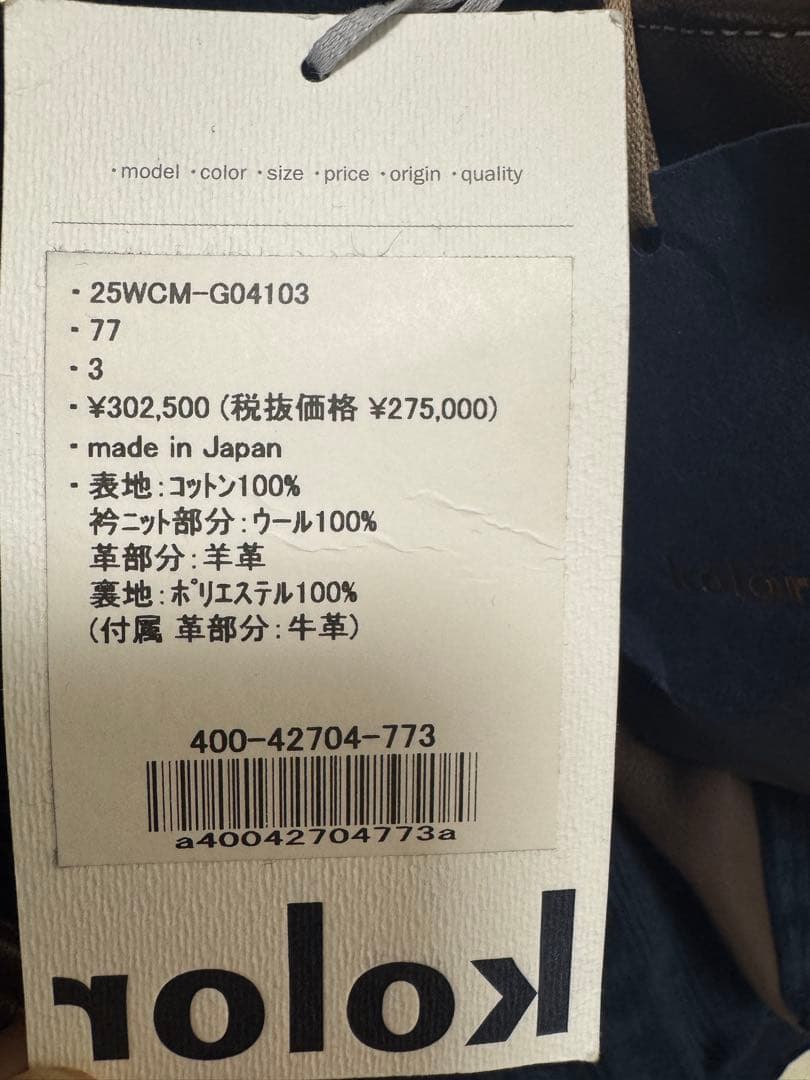 ・model ・color ・size ・price ・origin ・quality
・25WCM-G04103
・77
・3
・¥302,500 (税抜価格 ¥275,000)
・made in Japan
・表地:コットン100%
衿ニット部分:ウール100%
革部分:羊革
裏地:ポリエステル100%
(付属 革部分:牛革)
400-42704-773
a40042704773a
kolor
kolor